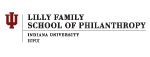 LILLY FAMILY
SCHOOL OF PHILANTHROPY
INDIANA UNIVERSITY
IUPUI